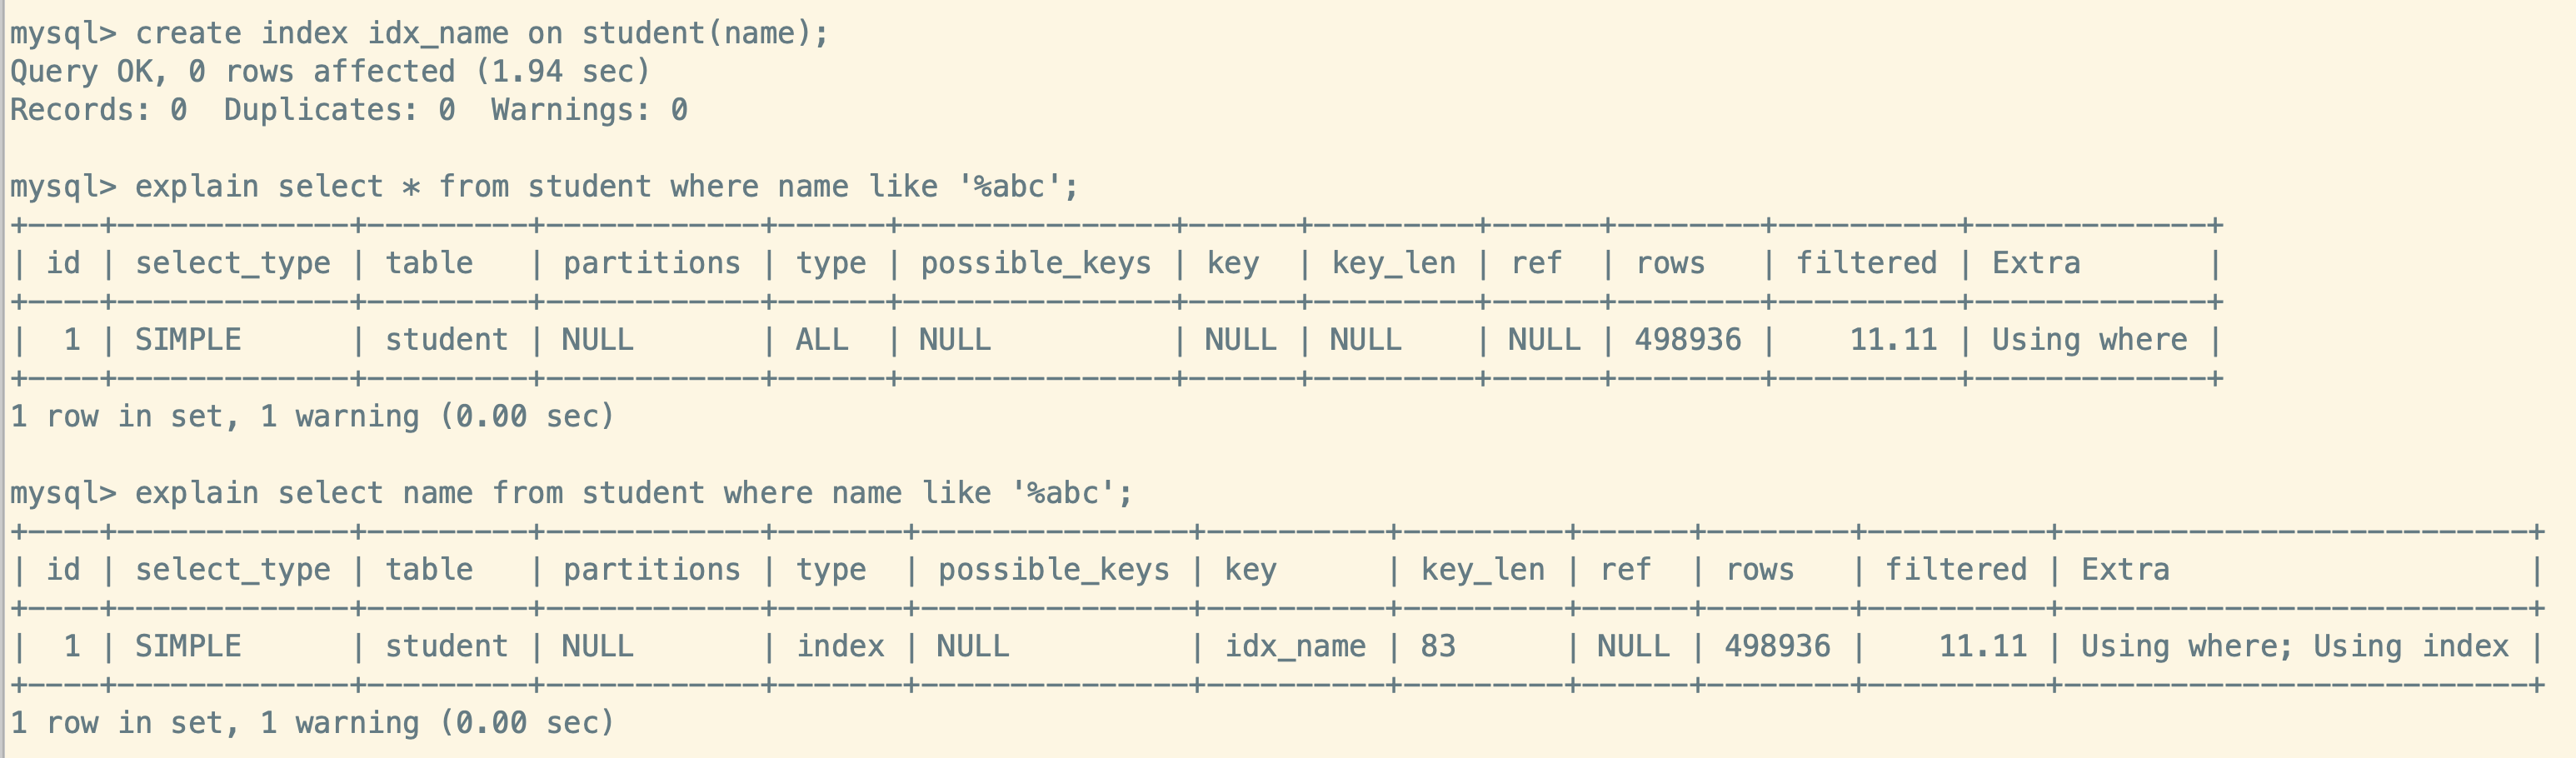 mysql> create index idx_name on student(name);
Query OK, 0 rows affected (1.94 sec)
Records: 0  Duplicates: 0  Warnings: 0
mysql> explain select * from student where name like '%abc';
+----+-------------+---------+------------+------+---------------+------+---------+------+--------+----------+-------------+
| id | select_type | table   | partitions | type | possible_keys | key  | key_len | ref  | rows   | filtered | Extra       |
+----+-------------+---------+------------+------+---------------+------+---------+------+--------+----------+-------------+
|  1 | SIMPLE      | student | NULL       | ALL  | NULL          | NULL | NULL    | NULL | 498936 |    11.11 | Using where |
+----+-------------+---------+------------+------+---------------+------+---------+------+--------+----------+-------------+
1 row in set, 1 warning (0.00 sec)
mysql> explain select name from student where name like '%abc';
+----+-------------+---------+------------+-------+---------------+----------+---------+------+--------+----------+--------------------------+
| id | select_type | table   | partitions | type  | possible_keys | key      | key_len | ref  | rows   | filtered | Extra                    |
+----+-------------+---------+------------+-------+---------------+----------+---------+------+--------+----------+--------------------------+
|  1 | SIMPLE      | student | NULL       | index | NULL          | idx_name | 83      | NULL | 498936 |    11.11 | Using where; Using index |
+----+-------------+---------+------------+-------+---------------+----------+---------+------+--------+----------+--------------------------+
1 row in set, 1 warning (0.00 sec)